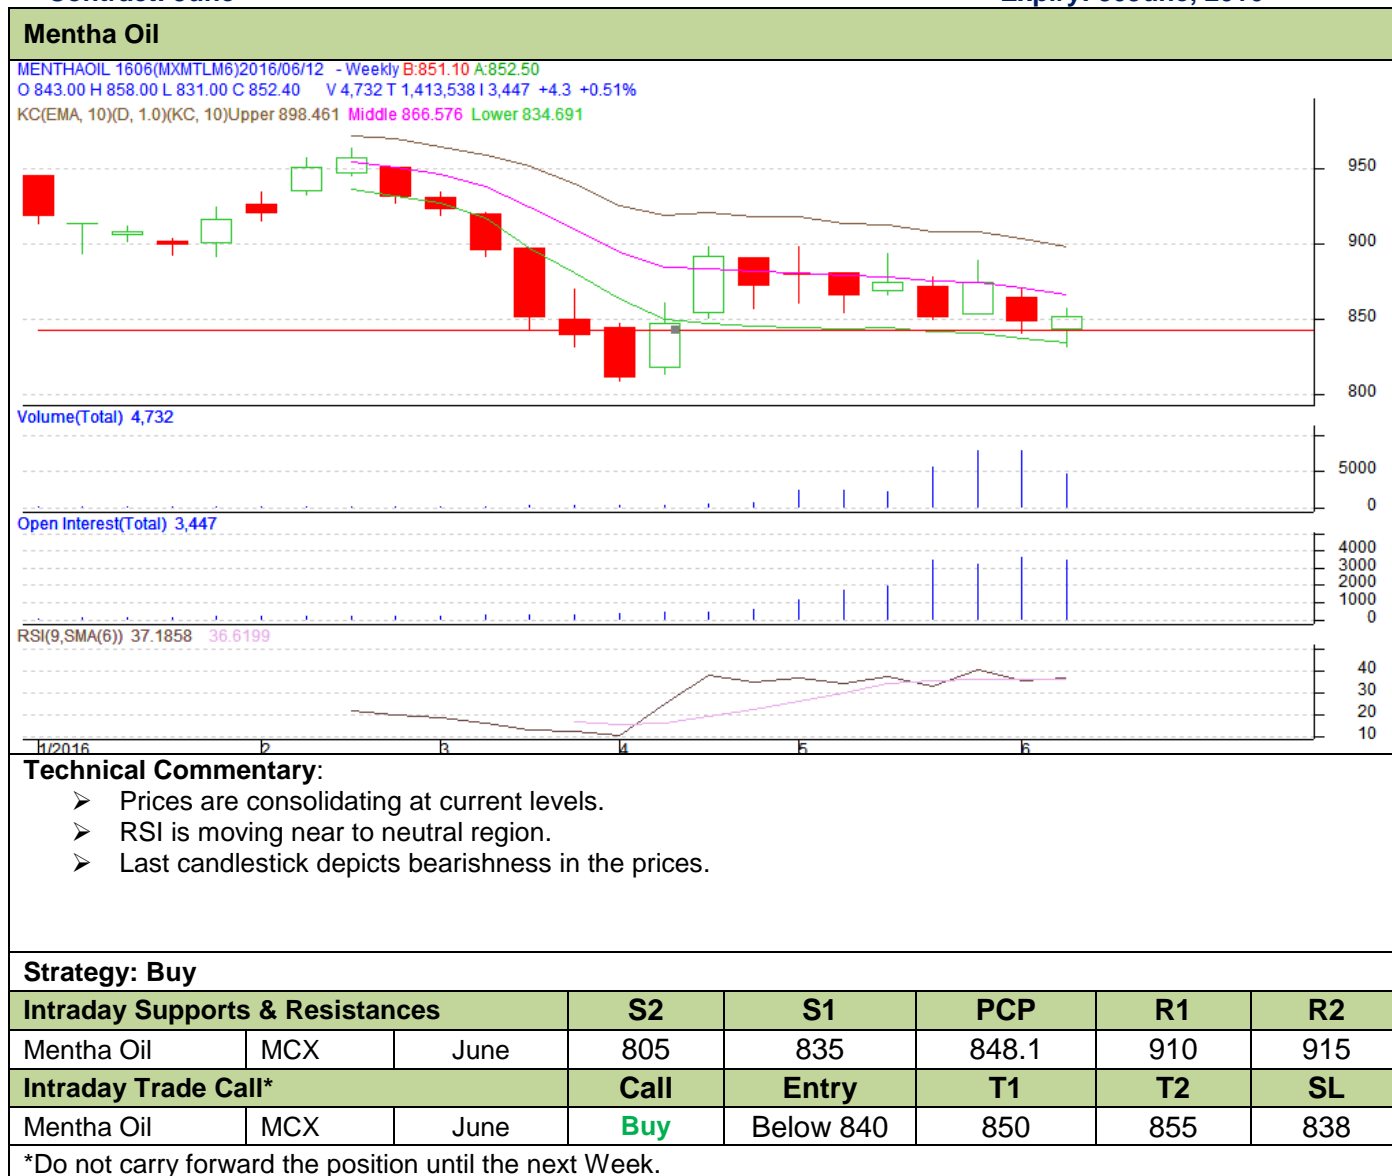 Contract: June Expiry: 30June, 2016
Mentha Oil
MENTHAOIL 1606(MXMTLM6)2016/06/12 - Weekly B:851.10 A:852.50
O 843.00 H 858.00 L 831.00 C 852.40 V 4,732 T 1,413,538 I 3,447 +4.3 +0.51%
KC(EMA, 10)(D, 1.0)(KC, 10)Upper 898.461 Middle 866.576 Lower 834.691
950
900
850
800
Volume(Total) 4,732
5000
0
Open Interest(Total) 3,447
4000
3000
2000
1000
0
RSI(9,SMA(6)) 37.1858 36.6199
40
30
20
10
1/2016 2 3 4 5 6
Technical Commentary:
➢ Prices are consolidating at current levels.
➢ RSI is moving near to neutral region.
➢ Last candlestick depicts bearishness in the prices.
Strategy: Buy
Intraday Supports & Resistances S2 S1 PCP R1 R2
Mentha Oil MCX June 805 835 848.1 910 915
Intraday Trade Call* Call Entry T1 T2 SL
Mentha Oil MCX June Buy Below 840 850 855 838
*Do not carry forward the position until the next Week.